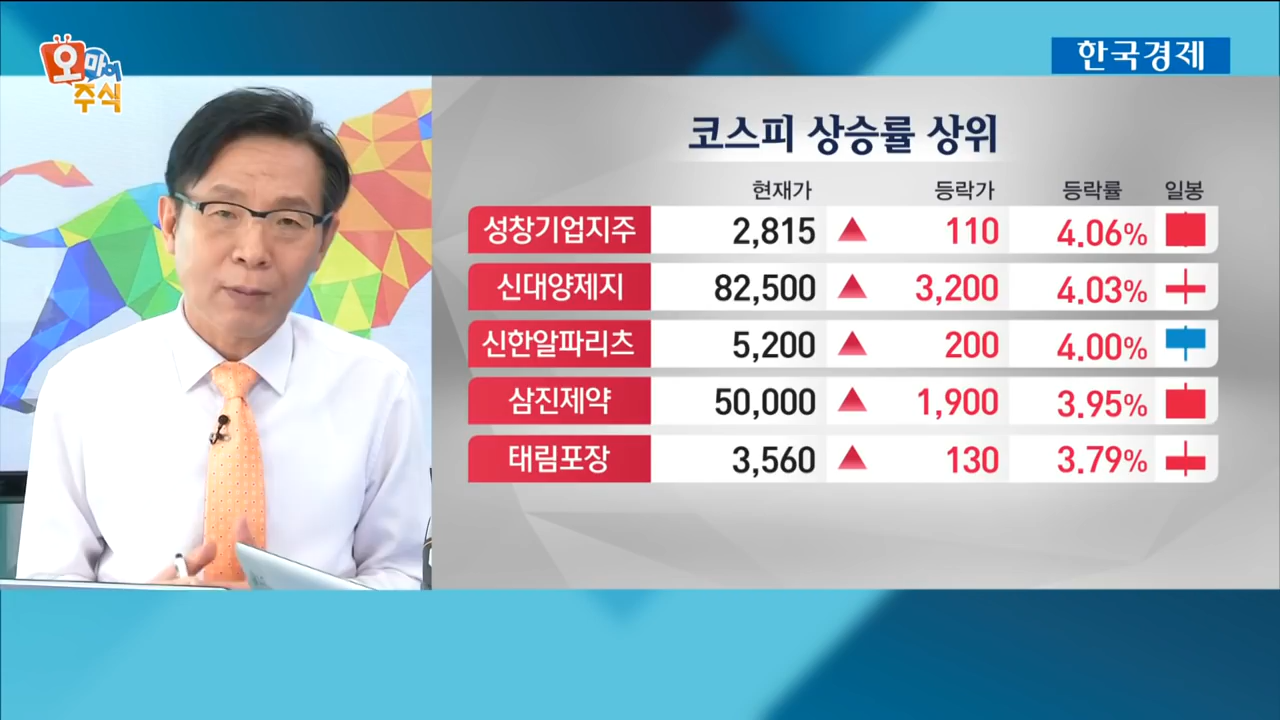 오마이
주식
한국경제
코스피 상승률 상위
현재가 등락가 등락률 일봉
성창기업지주 2,815 ▲ 110 4.06%
신대양제지 82,500 ▲ 3,200 4.03%
신한알파리츠 5,200 ▲ 200 4.00%
삼진제약 50,000 ▲ 1,900 3.95%
태림포장 3,560 ▲ 130 3.79%